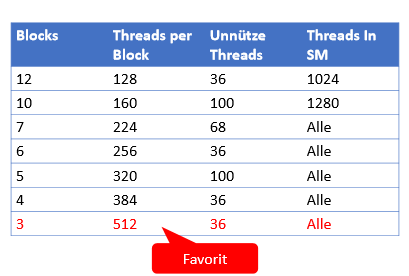 Blocks Threads per Block Unnütze Threads Threads In SM
12 128 36 1024
10 160 100 1280
7 224 68 Alle
6 256 36 Alle
5 320 100 Alle
4 384 36 Alle
3 512 36 Alle
Favorit